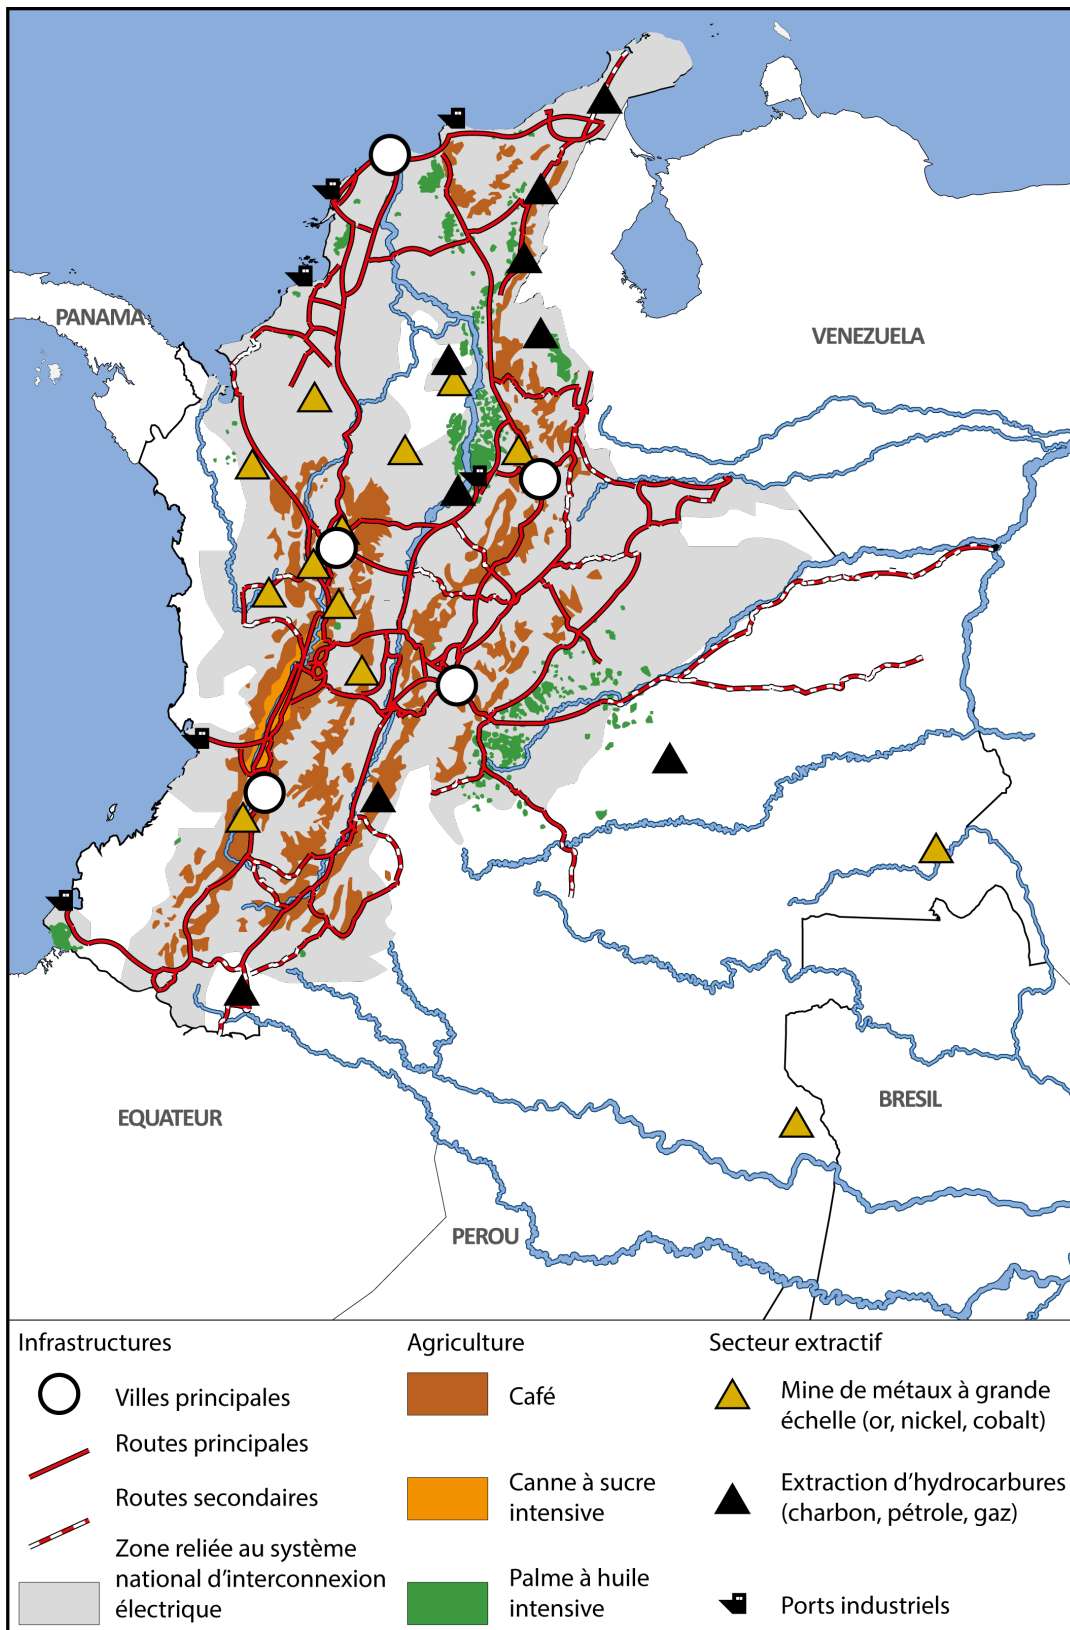 PANAMA
VENEZUELA
EQUATEUR
BRESIL
PEROU
Infrastructures
Villes principales
Routes principales
Routes secondaires
Zone reliée au système
national d'interconnexion
électrique
Agriculture
Café
Canne à sucre
intensive
Palme à huile
intensive
Secteur extractif
Mine de métaux à grande
échelle (or, nickel, cobalt)
Extraction d'hydrocarbures
(charbon, pétrole, gaz)
Ports industriels